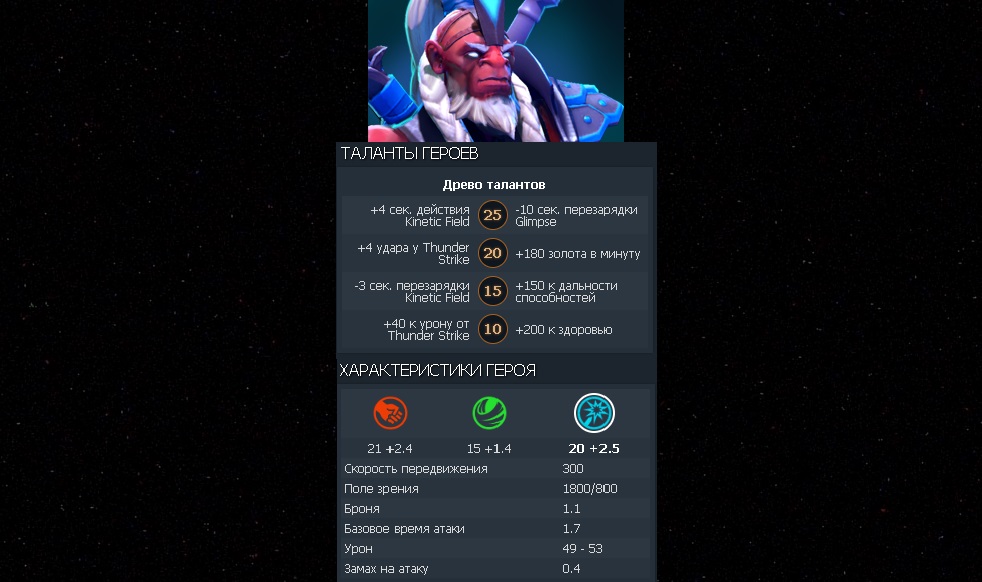 ТАЛАНТЫ ГЕРОЕВ
Древо талантов
+4 сек. действия
Kinetic Field
25
-10 сек. перезарядки
Glimpse
+4 удара у Thunder
Strike
20
+180 золота в минуту
-3 сек. перезарядки
Kinetic Field
15
+150 к дальности
способностей
+40 к урону от
Thunder Strike
10
+200 к здоровью
ХАРАКТЕРИСТИКИ ГЕРОЯ
21 +2.4 15 +1.4 20 +2.5
Скорость передвижения 300
Поле зрения 1800/800
Броня 1.1
Базовое время атаки 1.7
Урон 49 - 53
Замах на атаку 0.4